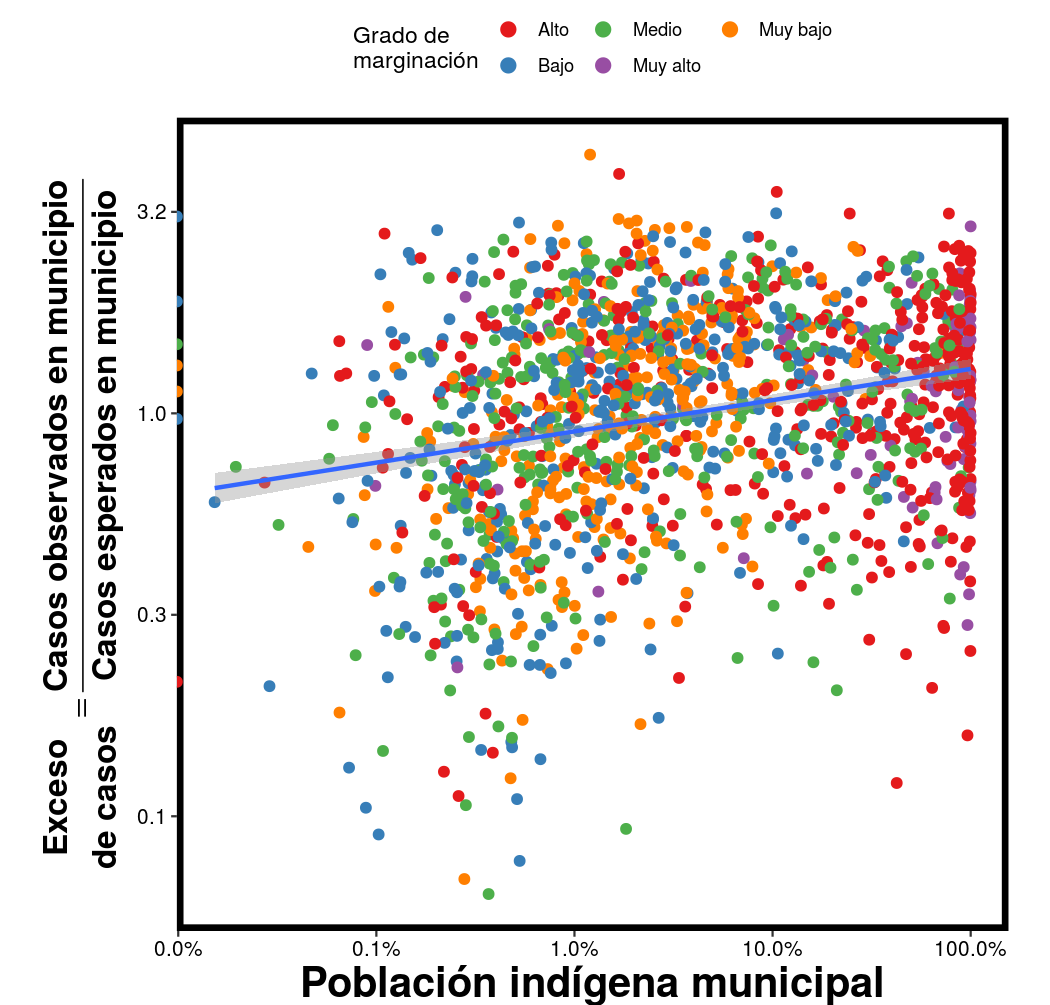 Grado de
marginación
Alto
Medio
Muy bajo
Bajo
Muy alto
Exceso
de casos
=
Casos observados en municipio
Casos esperados en municipio
3.2
1.0
0.3
0.1
0.0%
0.1%
1.0%
10.0%
100.0%
Población indígena municipal